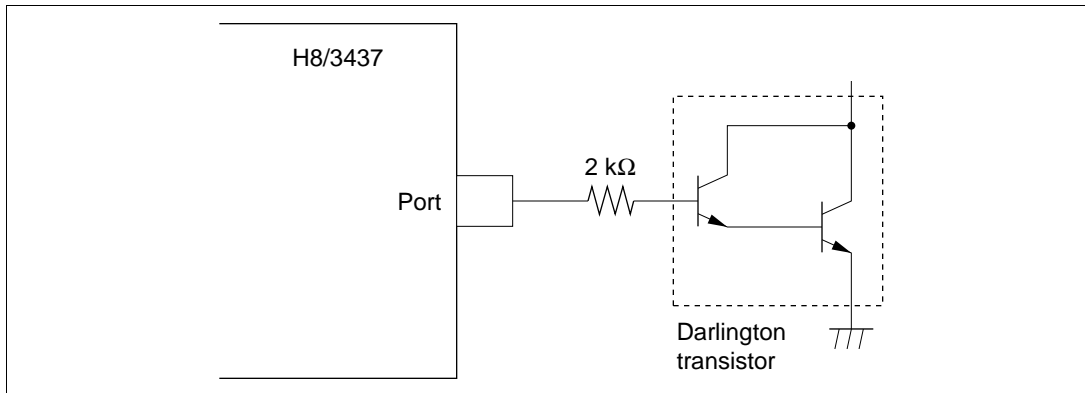 H8/3437
2 kΩ
Port
Darlington
transistor